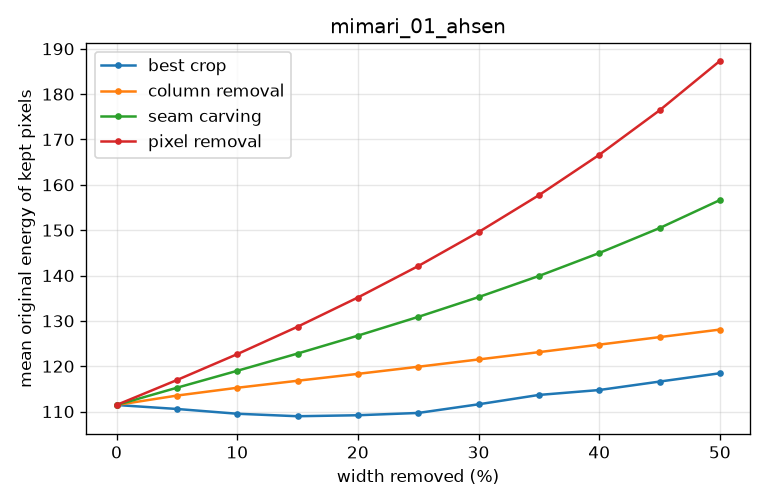 mimari_01_ahsen
mean original energy of kept pixels
190
180
170
160
150
140
130
120
110
best crop
column removal
seam carving
pixel removal
0
10
20
30
40
50
width removed (%)